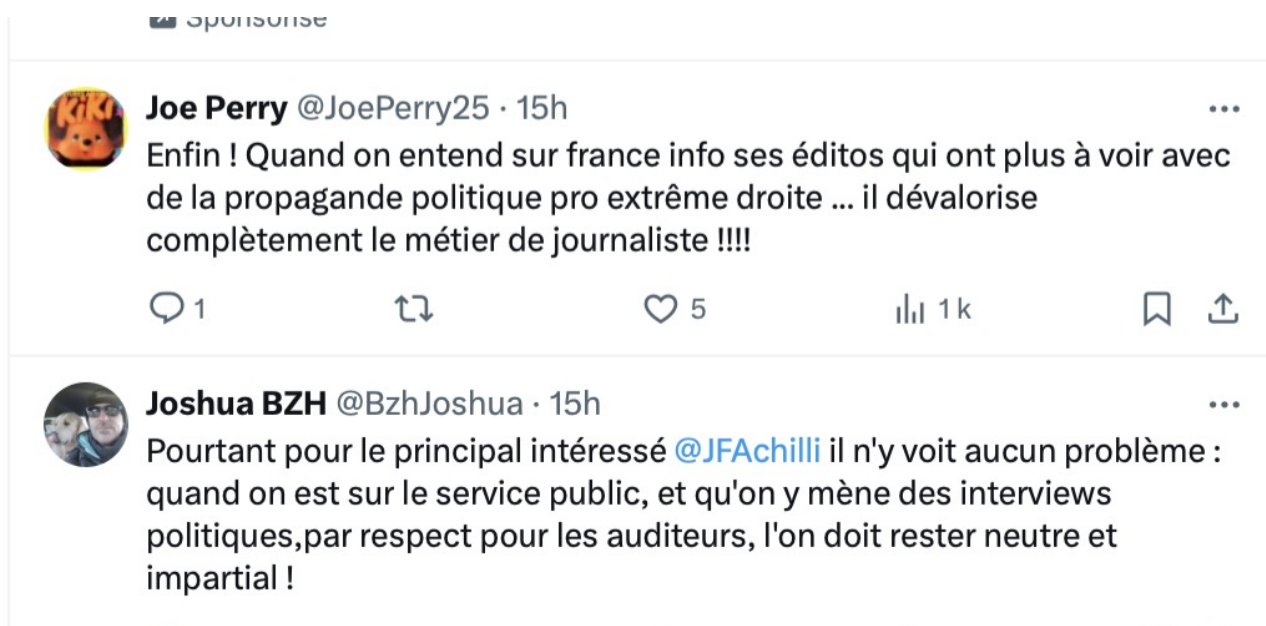 Sponsorisé
Joe Perry @JoePerry25 · 15h
KiKi
Enfin ! Quand on entend sur france info ses éditos qui ont plus à voir avec
de la propagande politique pro extrême droite ... il dévalorise
complètement le métier de journaliste !!!!
1 5 1 k
Joshua BZH @BzhJoshua · 15h
Pourtant pour le principal intéressé @JFAchilli il n'y voit aucun problème :
quand on est sur le service public, et qu'on y mène des interviews
politiques,par respect pour les auditeurs, l'on doit rester neutre et
impartial !